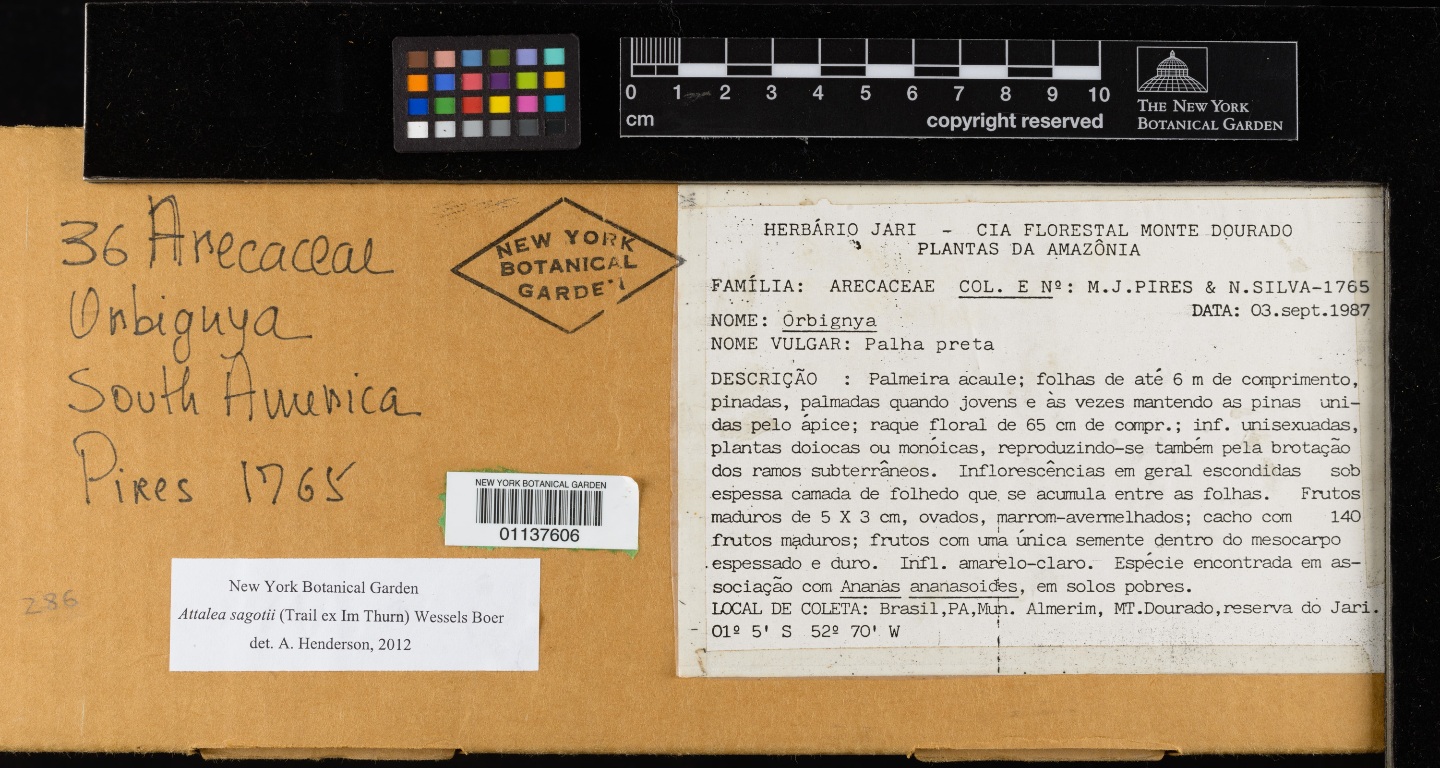 0 1 2 3 4 5 6 7 8 9 10
cm copyright reserved
THE NEW YORK
BOTANICAL GARDEN
36 Arecaceae
Orbignya
South America
Pires 1765
NEW YORK
BOTANICAL
GARDEN
NEW YORK BOTANICAL GARDEN
01137606
286
New York Botanical Garden
Attalea sagotii (Trail ex Im Thurn) Wessels Boer
det. A. Henderson, 2012
HERBÁRIO JARI - CIA FLORESTAL MONTE DOURADO
PLANTAS DA AMAZÔNIA
FAMÍLIA: ARECACEAE COL. E Nº: M.J.PIRES & N.SILVA-1765
DATA: 03.sept.1987
NOME: Orbignya
NOME VULGAR: Palha preta
DESCRIÇÃO : Palmeira acaule; folhas de até 6 m de comprimento,
pinadas, palmadas quando jovens e às vezes mantendo as pinas uni-
das pelo ápice; raque floral de 65 cm de compr.; inf. unisexuadas,
plantas doiocas ou monóicas, reproduzindo-se também pela brotação
dos ramos subterrâneos. Inflorescências em geral escondidas sob
espessa camada de folhedo que se acumula entre as folhas. Frutos
maduros de 5 X 3 cm, ovados, marrom-avermelhados; cacho com 140
frutos maduros; frutos com uma única semente dentro do mesocarpo
espessado e duro. Infl. amarelo-claro. Espécie encontrada em as-
sociação com Ananas ananasoides, em solos pobres.
LOCAL DE COLETA: Brasil,PA,Mun. Almerim, MT.Dourado,reserva do Jari.
01º 5' S 52º 70' W